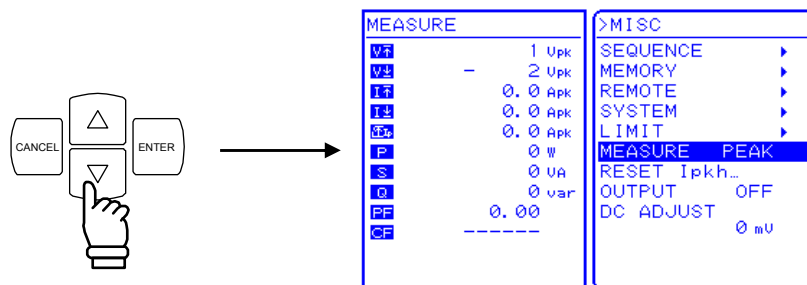 CANCEL
△
▽
ENTER
MEASURE
V 1 Vpk
V - 2 Vpk
I 0.0 Apk
I 0.0 Apk
0.0 Apk
P 0 W
S 0 VA
Q 0 var
PF 0.00
CF ------
>MISC
SEQUENCE ▸
MEMORY ▸
REMOTE ▸
SYSTEM ▸
LIMIT ▸
MEASURE PEAK
RESET Ipkh…
OUTPUT OFF
DC ADJUST
0 mV